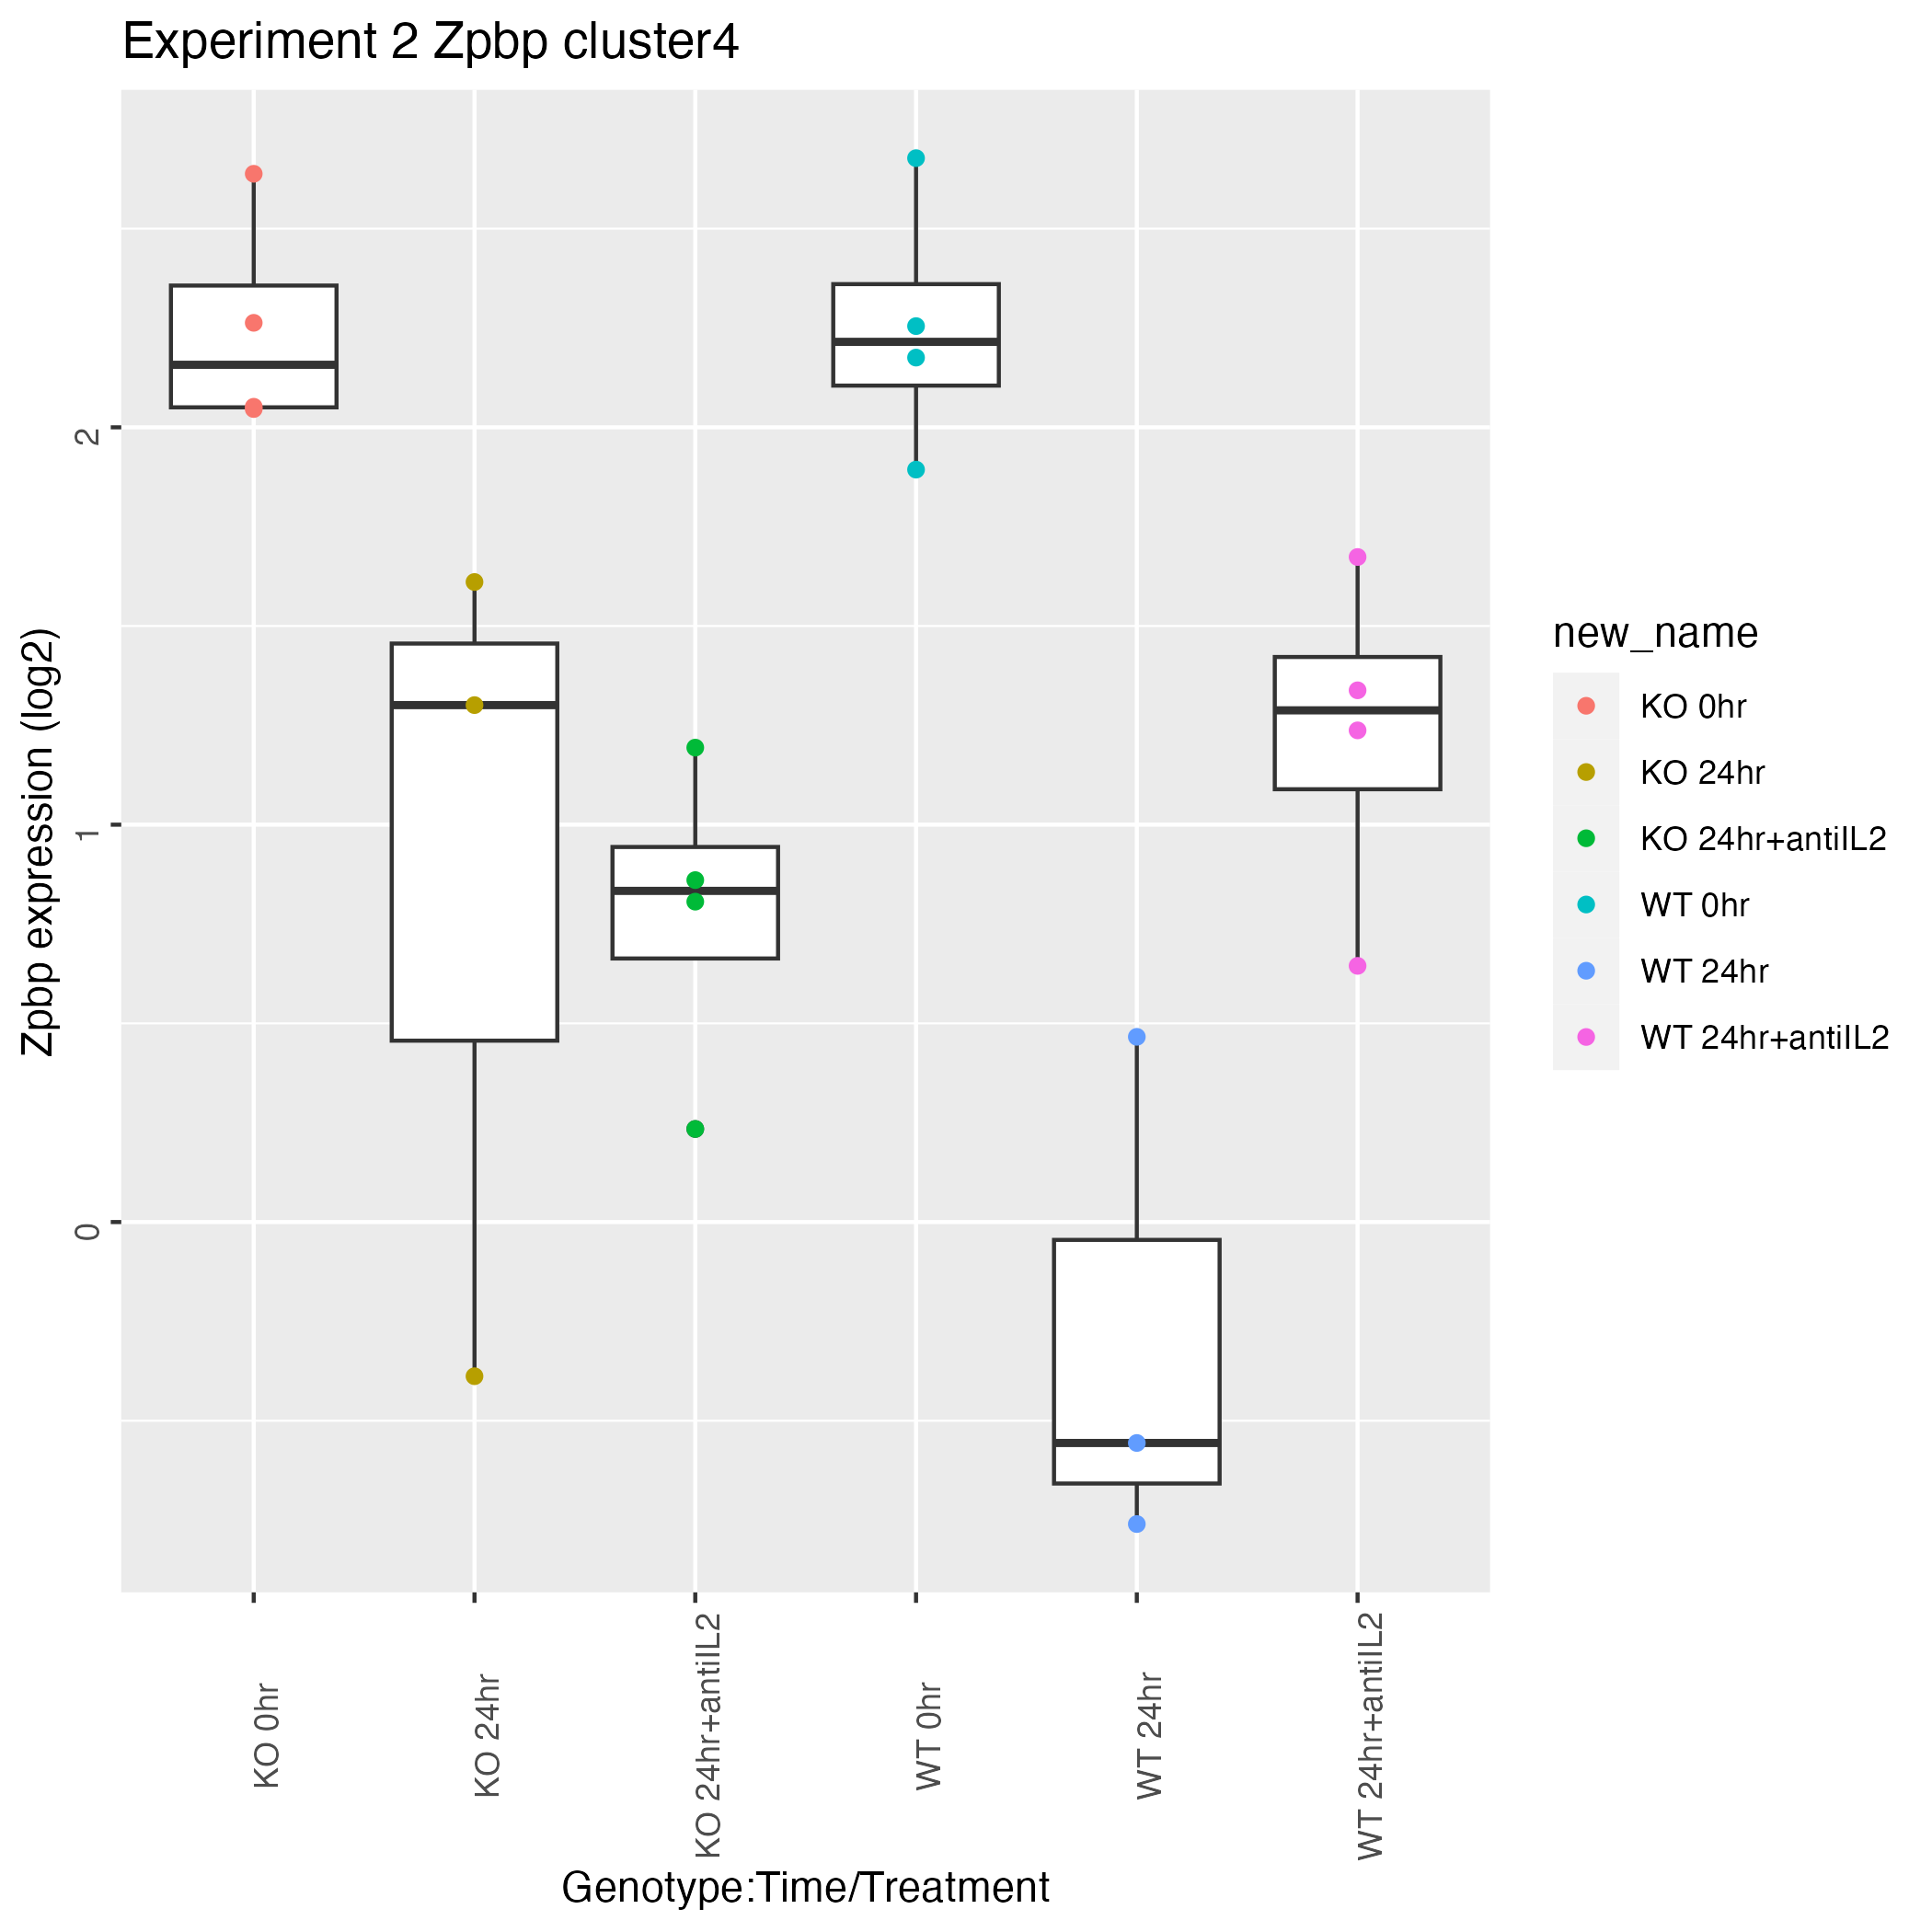 Experiment 2 Zpbp cluster4
Zpbp expression (log2)
2
1
0
KO 0hr
KO 24hr
KO 24hr+antiIL2
WT 0hr
WT 24hr
WT 24hr+antiIL2
Genotype:Time/Treatment
new_name
KO 0hr
KO 24hr
KO 24hr+antiIL2
WT 0hr
WT 24hr
WT 24hr+antiIL2